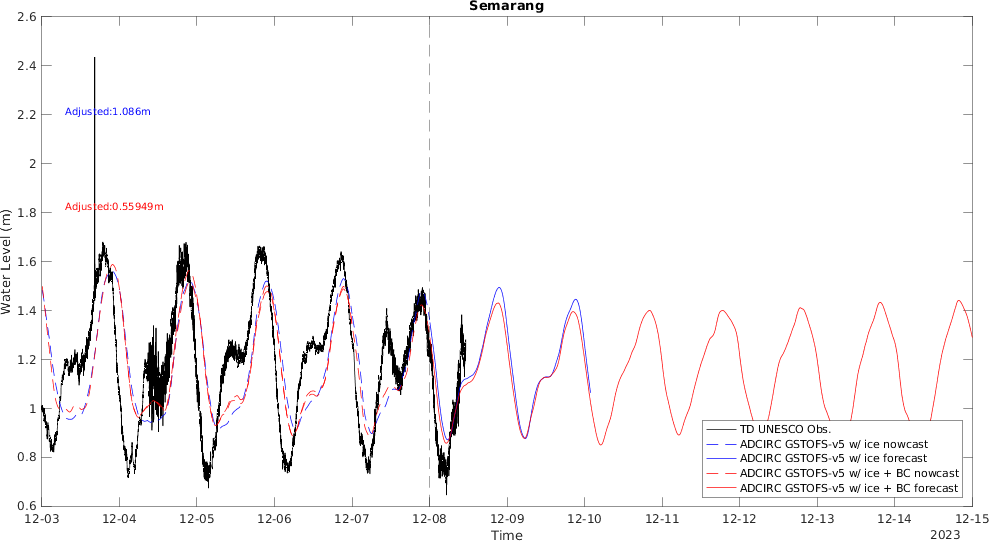 Semarang
2.6
2.4
2.2
2
1.8
1.6
1.4
1.2
1
0.8
0.6
Water Level (m)
Adjusted:1.086m
Adjusted:0.55949m
TD UNESCO Obs.
ADCIRC GSTOFS-v5 w/ ice nowcast
ADCIRC GSTOFS-v5 w/ ice forecast
ADCIRC GSTOFS-v5 w/ ice + BC nowcast
ADCIRC GSTOFS-v5 w/ ice + BC forecast
12-03 12-04 12-05 12-06 12-07 12-08 12-09 12-10 12-11 12-12 12-13 12-14 12-15
Time
2023